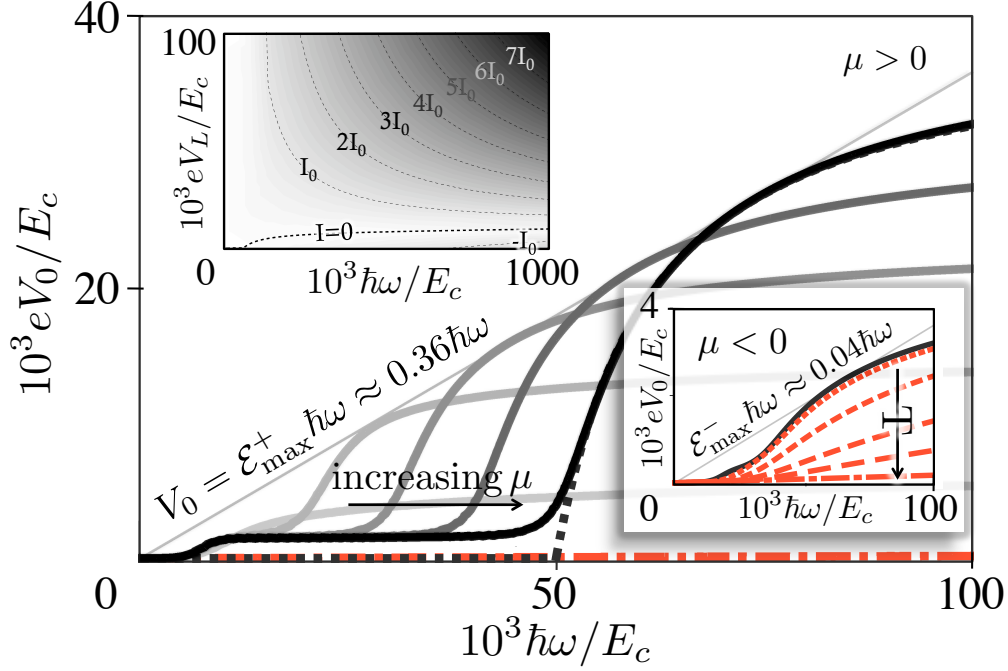 40
20
0
50
100
10³eV₀/E_c
10³ℏω/E_c
μ > 0
V₀ = ℰ⁺_max ℏω ≈ 0.36ℏω
increasing μ
100
0
1000
10³eV_L/E_c
10³ℏω/E_c
I₀
2I₀
3I₀
4I₀
5I₀
6I₀
7I₀
I=0
-I₀
4
0
100
10³eV₀/E_c
10³ℏω/E_c
μ < 0
ℰ⁻_max ℏω ≈ 0.04ℏω